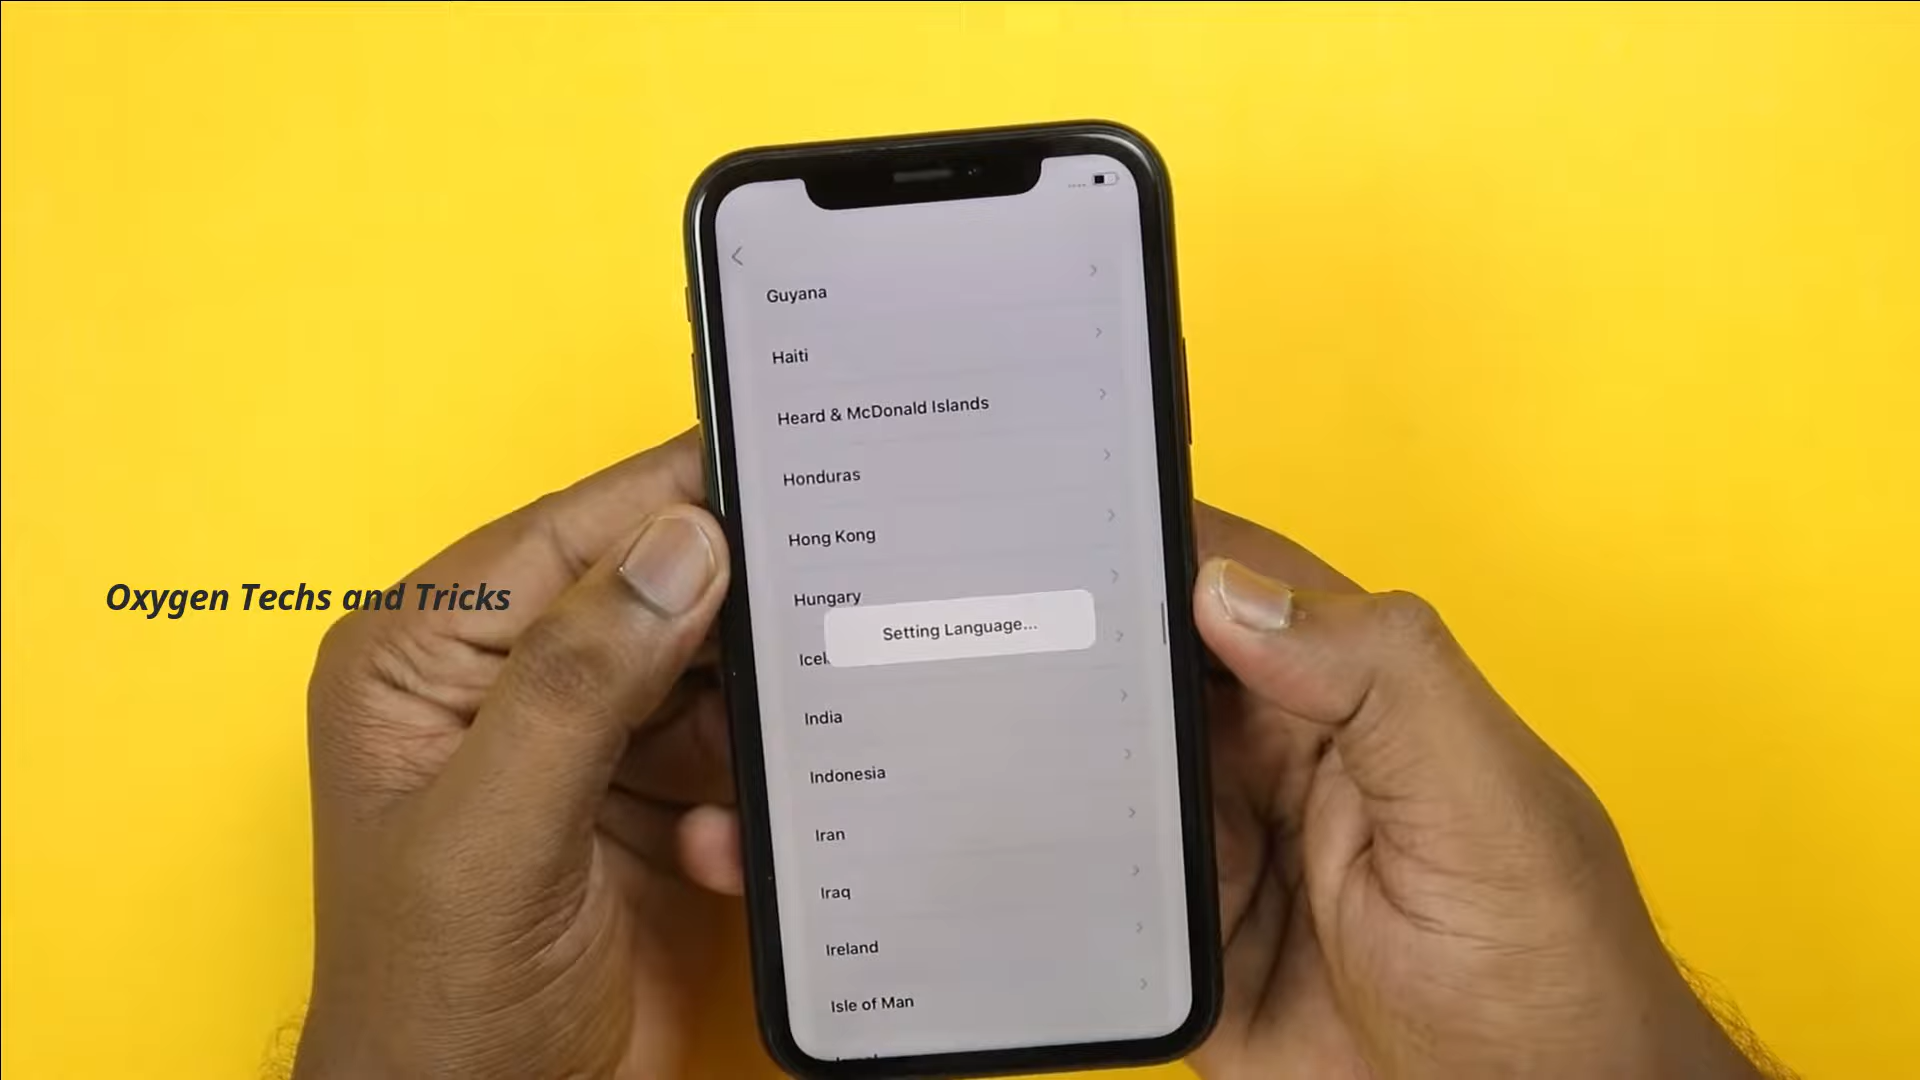 Guyana
Haiti
Heard & McDonald Islands
Honduras
Hong Kong
Hungary
Setting Language...
Icel
India
Indonesia
Iran
Iraq
Ireland
Isle of Man
Oxygen Techs and Tricks